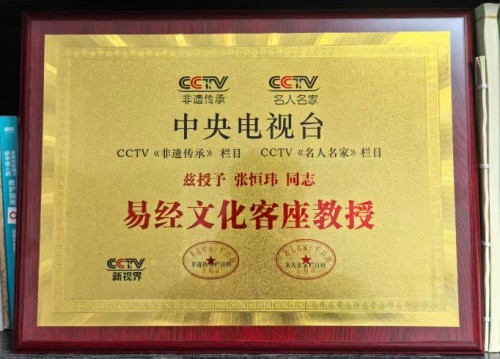 CCTV CCTV
非遗传承 名人名家
中央电视台
CCTV《非遗传承》栏目 CCTV《名人名家》栏目
兹授予 张恒玮 同志
易经文化客座教授
CCTV
新视界